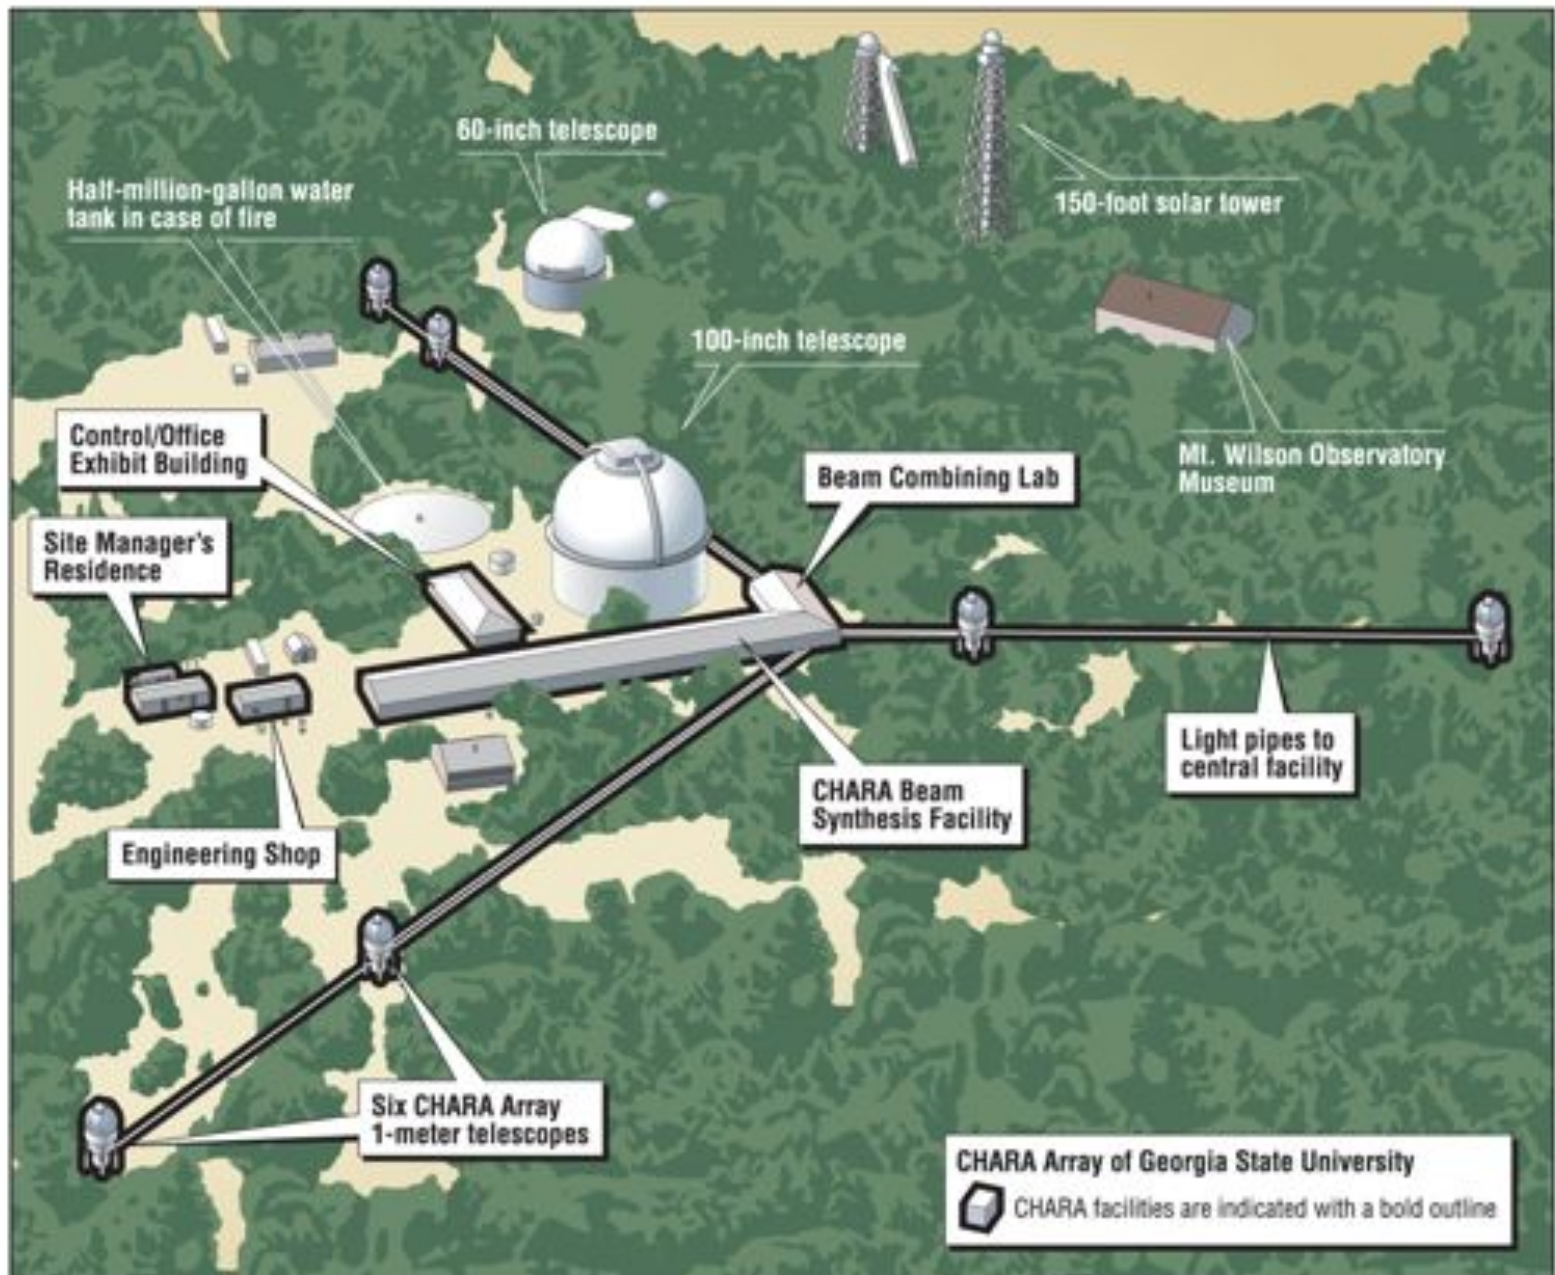 60-inch telescope
Half-million-gallon water
tank in case of fire
150-foot solar tower
100-inch telescope
Control/Office
Exhibit Building
Beam Combining Lab
Mt. Wilson Observatory
Museum
Site Manager's
Residence
Light pipes to
central facility
CHARA Beam
Synthesis Facility
Engineering Shop
Six CHARA Array
1-meter telescopes
CHARA Array of Georgia State University
CHARA facilities are indicated with a bold outline